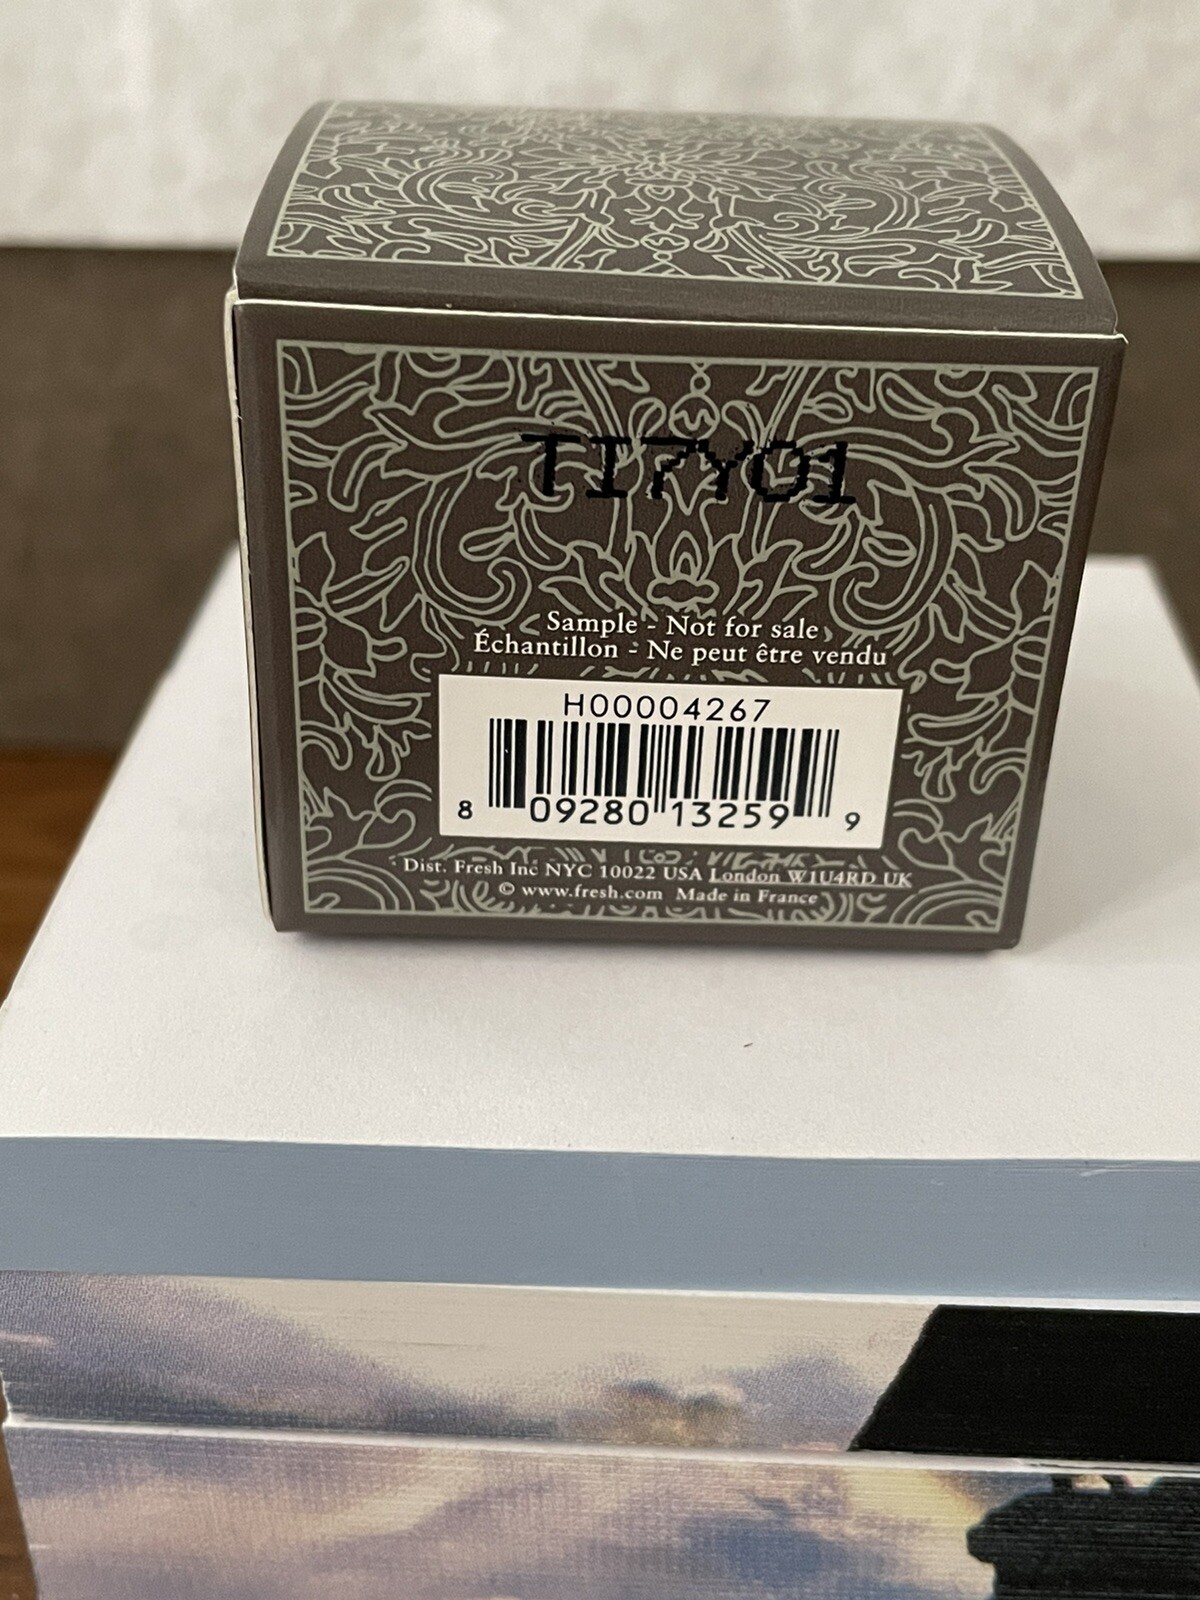 TI7Y01
Sample - Not for sale
Échantillon - Ne peut être vendu
H00004267
8 09280 13259 9
Dist. Fresh Inc NYC 10022 USA London W1U4RD UK
© www.fresh.com Made in France